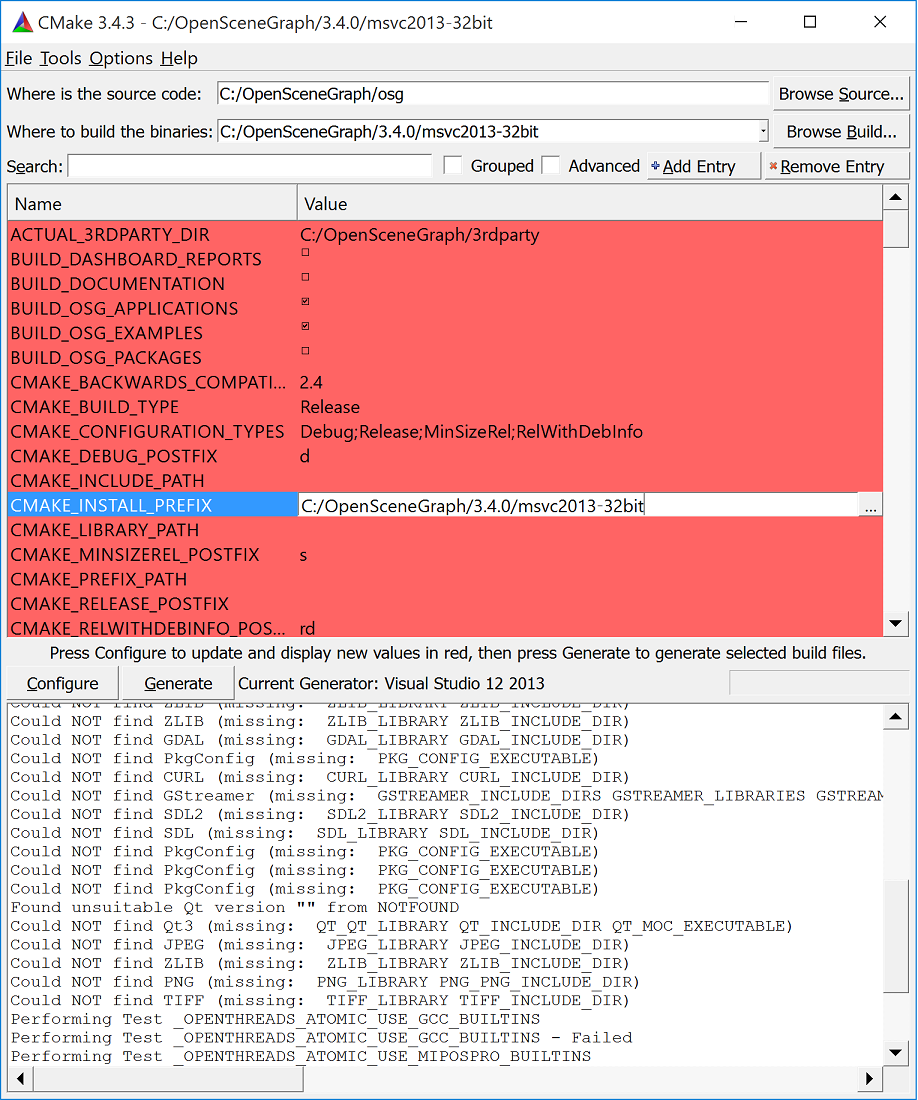 CMake 3.4.3 - C:/OpenSceneGraph/3.4.0/msvc2013-32bit
File Tools Options Help
Where is the source code: C:/OpenSceneGraph/osg Browse Source...
Where to build the binaries: C:/OpenSceneGraph/3.4.0/msvc2013-32bit Browse Build...
Search: Grouped Advanced Add Entry Remove Entry
Name Value
ACTUAL_3RDPARTY_DIR C:/OpenSceneGraph/3rdparty
BUILD_DASHBOARD_REPORTS
BUILD_DOCUMENTATION
BUILD_OSG_APPLICATIONS
BUILD_OSG_EXAMPLES
BUILD_OSG_PACKAGES
CMAKE_BACKWARDS_COMPATI... 2.4
CMAKE_BUILD_TYPE Release
CMAKE_CONFIGURATION_TYPES Debug;Release;MinSizeRel;RelWithDebInfo
CMAKE_DEBUG_POSTFIX d
CMAKE_INCLUDE_PATH
CMAKE_INSTALL_PREFIX C:/OpenSceneGraph/3.4.0/msvc2013-32bit ...
CMAKE_LIBRARY_PATH
CMAKE_MINSIZEREL_POSTFIX s
CMAKE_PREFIX_PATH
CMAKE_RELEASE_POSTFIX
CMAKE_RELWITHDEBINFO_POS... rd
Press Configure to update and display new values in red, then press Generate to generate selected build files.
Configure Generate Current Generator: Visual Studio 12 2013
Could NOT find ZLIB (missing: ZLIB_LIBRARY ZLIB_INCLUDE_DIR)
Could NOT find ZLIB (missing: ZLIB_LIBRARY ZLIB_INCLUDE_DIR)
Could NOT find GDAL (missing: GDAL_LIBRARY GDAL_INCLUDE_DIR)
Could NOT find PkgConfig (missing: PKG_CONFIG_EXECUTABLE)
Could NOT find CURL (missing: CURL_LIBRARY CURL_INCLUDE_DIR)
Could NOT find GStreamer (missing: GSTREAMER_INCLUDE_DIRS GSTREAMER_LIBRARIES GSTREAM
Could NOT find SDL2 (missing: SDL2_LIBRARY SDL2_INCLUDE_DIR)
Could NOT find SDL (missing: SDL_LIBRARY SDL_INCLUDE_DIR)
Could NOT find PkgConfig (missing: PKG_CONFIG_EXECUTABLE)
Could NOT find PkgConfig (missing: PKG_CONFIG_EXECUTABLE)
Could NOT find PkgConfig (missing: PKG_CONFIG_EXECUTABLE)
Found unsuitable Qt version "" from NOTFOUND
Could NOT find Qt3 (missing: QT_QT_LIBRARY QT_INCLUDE_DIR QT_MOC_EXECUTABLE)
Could NOT find JPEG (missing: JPEG_LIBRARY JPEG_INCLUDE_DIR)
Could NOT find ZLIB (missing: ZLIB_LIBRARY ZLIB_INCLUDE_DIR)
Could NOT find PNG (missing: PNG_LIBRARY PNG_PNG_INCLUDE_DIR)
Could NOT find TIFF (missing: TIFF_LIBRARY TIFF_INCLUDE_DIR)
Performing Test _OPENTHREADS_ATOMIC_USE_GCC_BUILTINS
Performing Test _OPENTHREADS_ATOMIC_USE_GCC_BUILTINS - Failed
Performing Test _OPENTHREADS_ATOMIC_USE_MIPOSPRO_BUILTINS